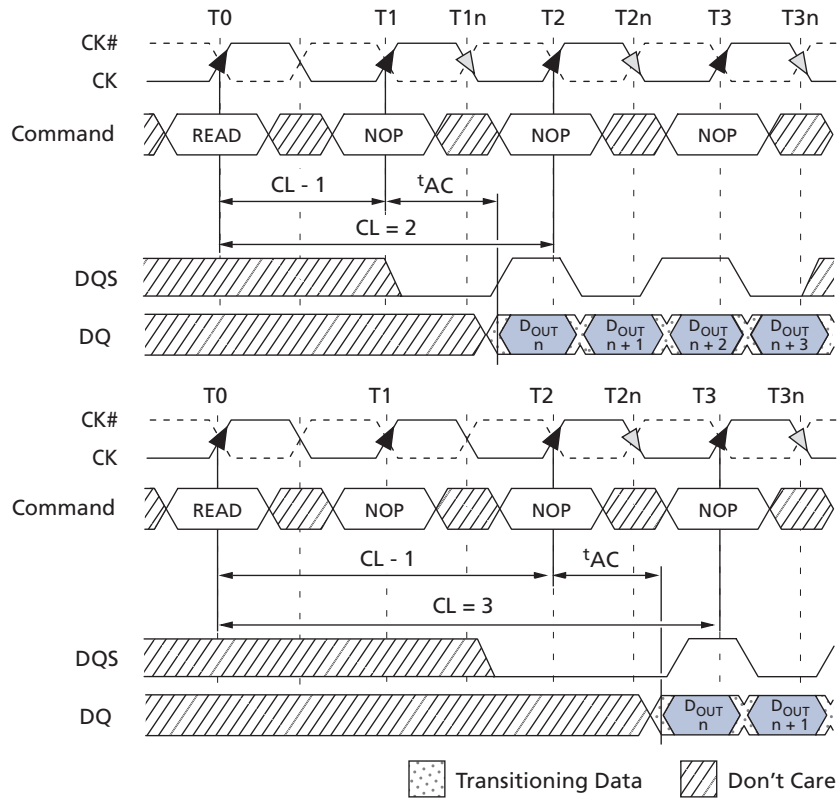 T0 T1 T1n T2 T2n T3 T3n
CK#
CK
Command READ NOP NOP NOP
CL - 1 tAC
CL = 2
DQS
DQ DOUT n DOUT n + 1 DOUT n + 2 DOUT n + 3
T0 T1 T2 T2n T3 T3n
CK#
CK
Command READ NOP NOP NOP
CL - 1 tAC
CL = 3
DQS
DQ DOUT n DOUT n + 1
Transitioning Data Don't Care